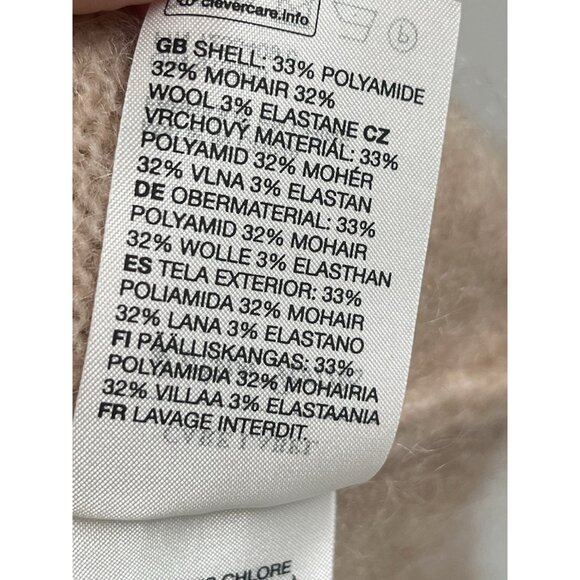 clevercare.info
GB SHELL: 33% POLYAMIDE
32% MOHAIR 32%
WOOL 3% ELASTANE CZ
VRCHOVÝ MATERIÁL: 33%
POLYAMID 32% MOHÉR
32% VLNA 3% ELASTAN
DE OBERMATERIAL: 33%
POLYAMID 32% MOHAIR
32% WOLLE 3% ELASTHAN
ES TELA EXTERIOR: 33%
POLIAMIDA 32% MOHAIR
32% LANA 3% ELASTANO
FI PÄÄLLISKANGAS: 33%
POLYAMIDIA 32% MOHAIRIA
32% VILLAA 3% ELASTAANIA
FR LAVAGE INTERDIT.
CHLORE